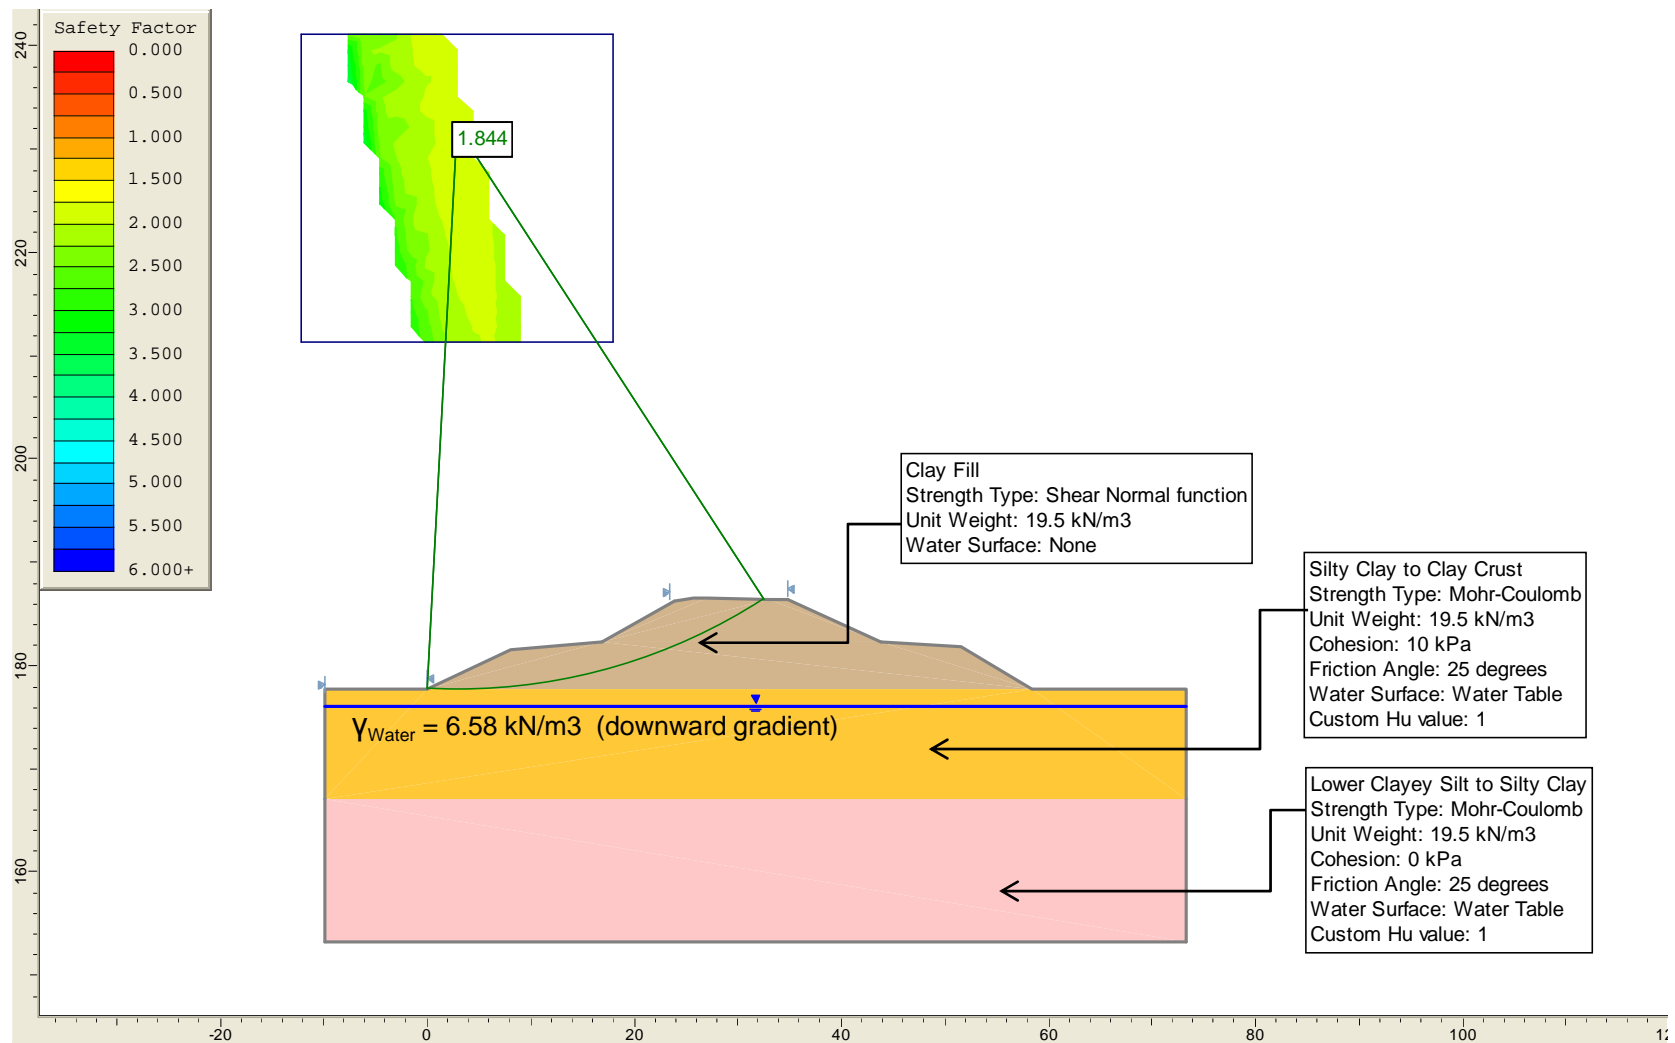 Safety Factor
0.000
0.500
1.000
1.500
2.000
2.500
3.000
3.500
4.000
4.500
5.000
5.500
6.000+
240
220
200
180
160
1.844
Clay Fill
Strength Type: Shear Normal function
Unit Weight: 19.5 kN/m3
Water Surface: None
Silty Clay to Clay Crust
Strength Type: Mohr-Coulomb
Unit Weight: 19.5 kN/m3
Cohesion: 10 kPa
Friction Angle: 25 degrees
Water Surface: Water Table
Custom Hu value: 1
γWater = 6.58 kN/m3 (downward gradient)
Lower Clayey Silt to Silty Clay
Strength Type: Mohr-Coulomb
Unit Weight: 19.5 kN/m3
Cohesion: 0 kPa
Friction Angle: 25 degrees
Water Surface: Water Table
Custom Hu value: 1
-20 0 20 40 60 80 100 12